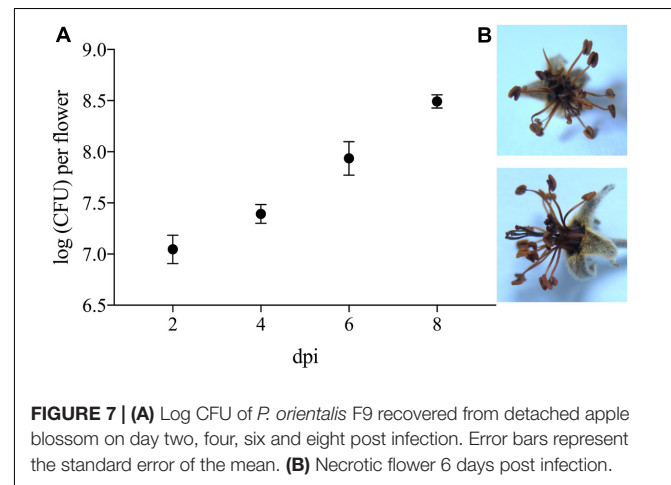 A
B
9.0
8.5
8.0
7.5
7.0
6.5
log (CFU) per flower
2 4 6 8
dpi
FIGURE 7 | (A) Log CFU of P. orientalis F9 recovered from detached apple
blossom on day two, four, six and eight post infection. Error bars represent
the standard error of the mean. (B) Necrotic flower 6 days post infection.